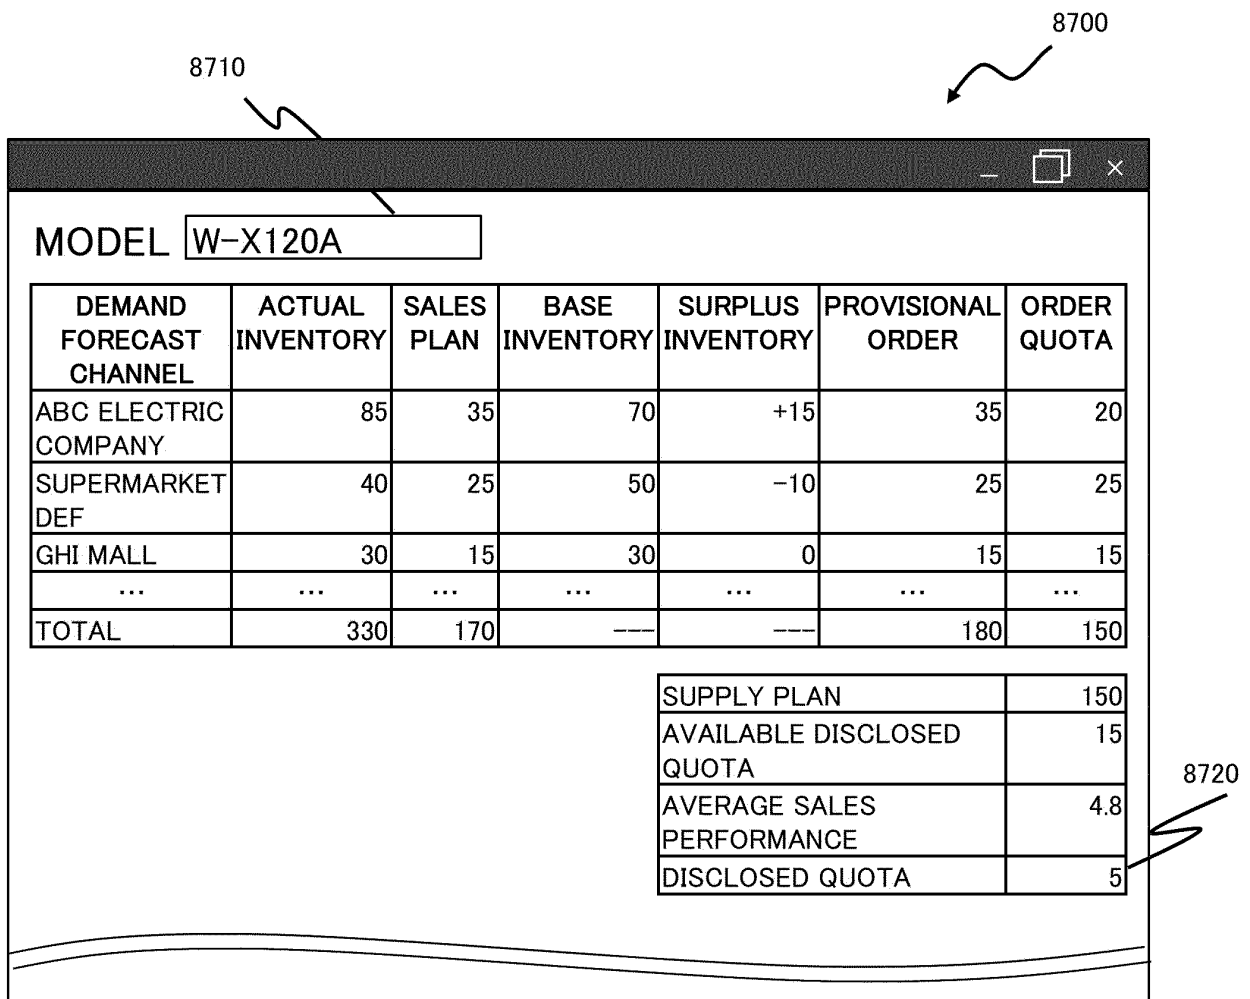 8700
8710
MODEL W-X120A
DEMAND FORECAST CHANNEL ACTUAL INVENTORY SALES PLAN BASE INVENTORY SURPLUS INVENTORY PROVISIONAL ORDER ORDER QUOTA
ABC ELECTRIC COMPANY 85 35 70 +15 35 20
SUPERMARKET DEF 40 25 50 -10 25 25
GHI MALL 30 15 30 0 15 15
... ... ... ... ... ... ...
TOTAL 330 170 --- --- 180 150
SUPPLY PLAN 150
AVAILABLE DISCLOSED QUOTA 15
8720
AVERAGE SALES PERFORMANCE 4.8
DISCLOSED QUOTA 5